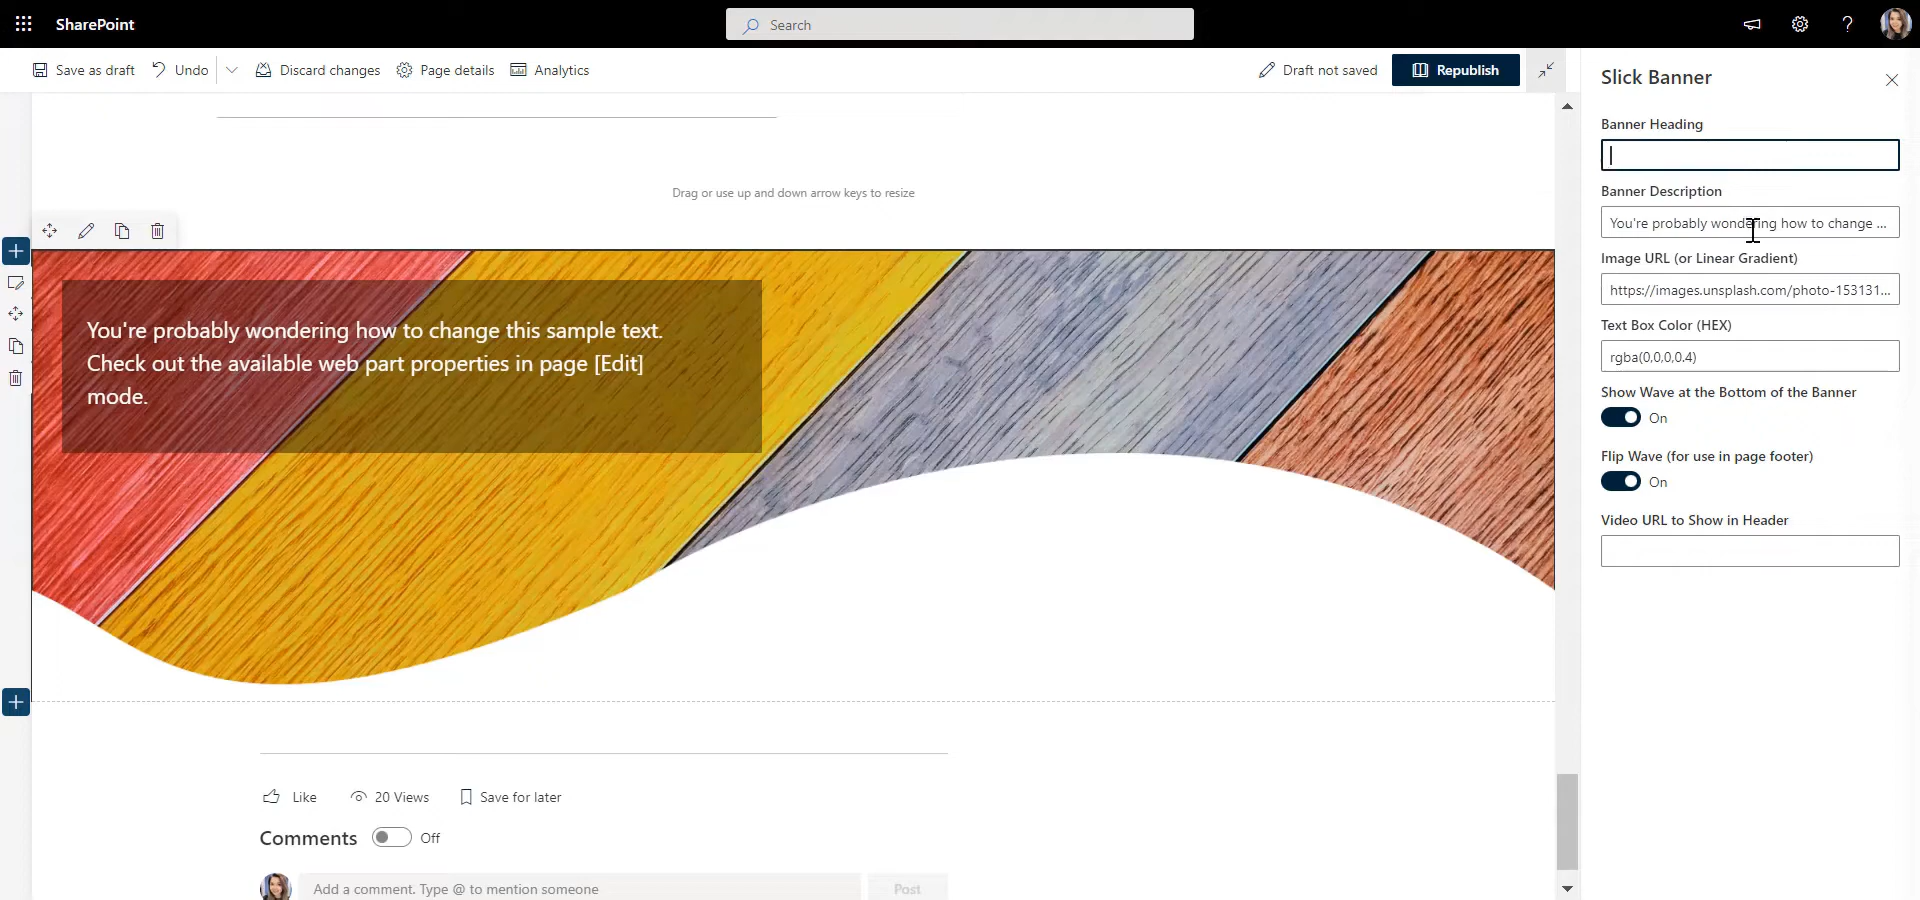 SharePoint
Search
Save as draft
Undo
Discard changes
Page details
Analytics
Draft not saved
Republish
Drag or use up and down arrow keys to resize
You're probably wondering how to change this sample text.
Check out the available web part properties in page [Edit]
mode.
Like
20 Views
Save for later
Comments
Off
Add a comment. Type @ to mention someone
Post
Slick Banner
Banner Heading
Banner Description
You're probably wondering how to change ...
Image URL (or Linear Gradient)
https://images.unsplash.com/photo-153131...
Text Box Color (HEX)
rgba(0,0,0,0.4)
Show Wave at the Bottom of the Banner
On
Flip Wave (for use in page footer)
On
Video URL to Show in Header